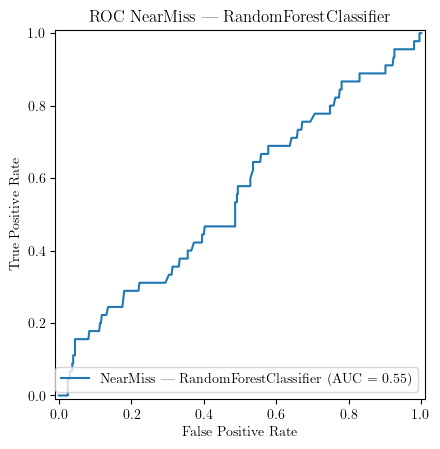 ROC NearMiss — RandomForestClassifier
True Positive Rate
1.0
0.8
0.6
0.4
0.2
0.0
NearMiss — RandomForestClassifier (AUC = 0.55)
0.0 0.2 0.4 0.6 0.8 1.0
False Positive Rate